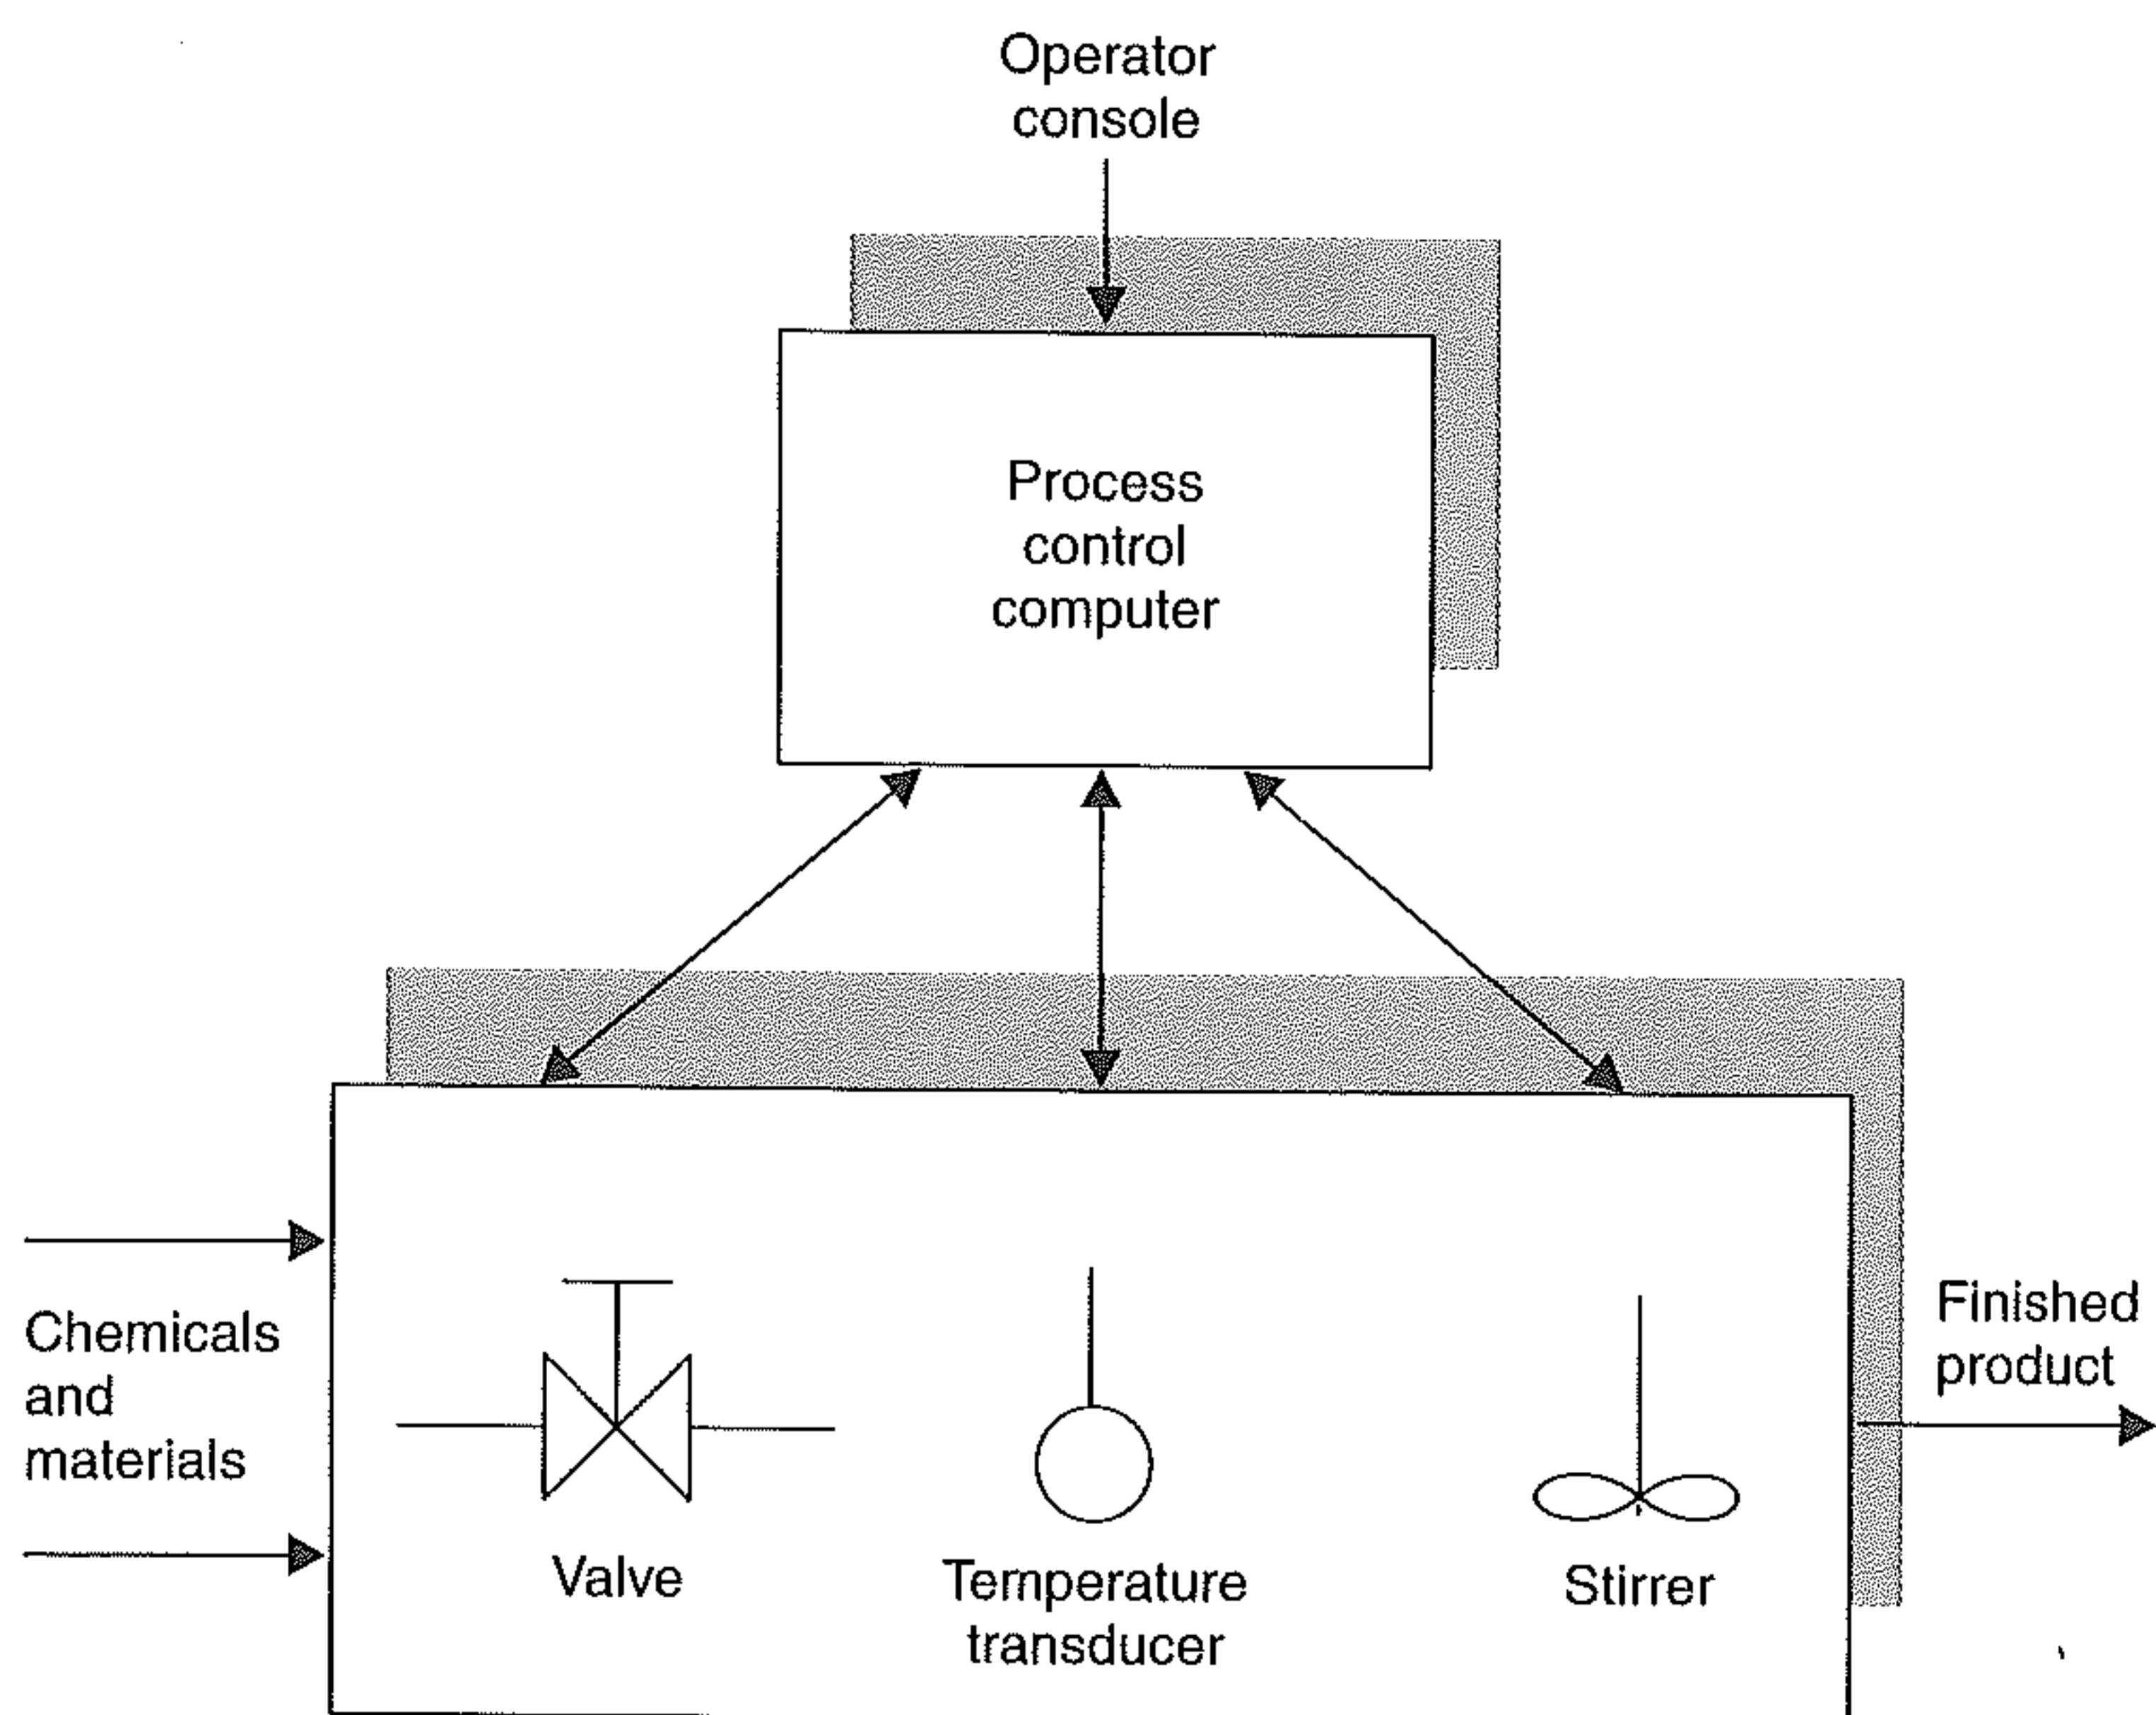 Operator
console
Process
control
computer
Chemicals
and
materials
Valve
Temperature
transducer
Stirrer
Finished
product